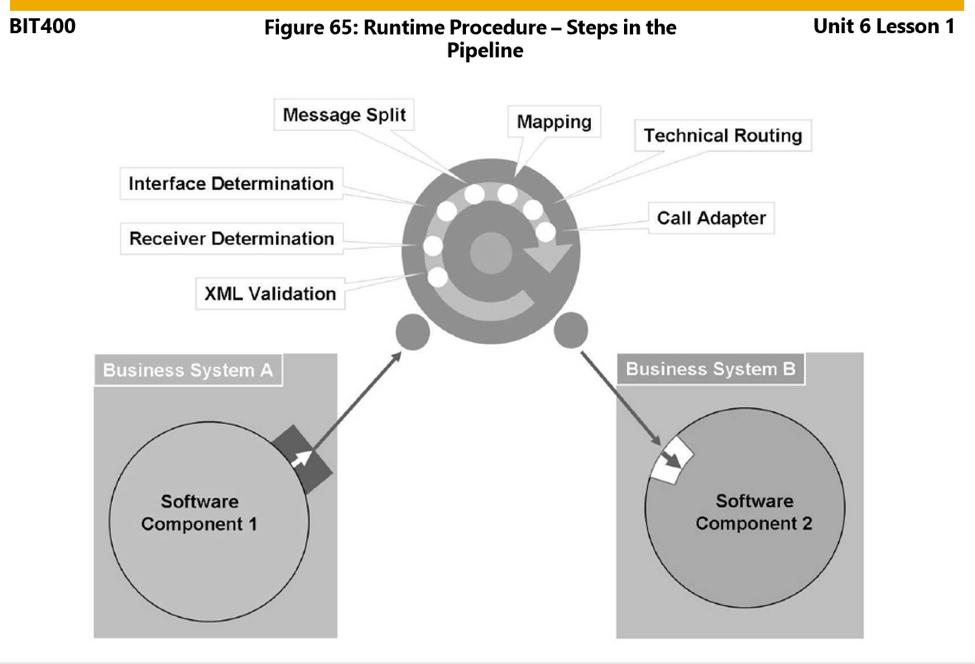 BIT400
Figure 65: Runtime Procedure – Steps in the
Pipeline
Unit 6 Lesson 1
Message Split
Mapping
Technical Routing
Interface Determination
Call Adapter
Receiver Determination
XML Validation
Business System A
Business System B
Software
Component 1
Software
Component 2